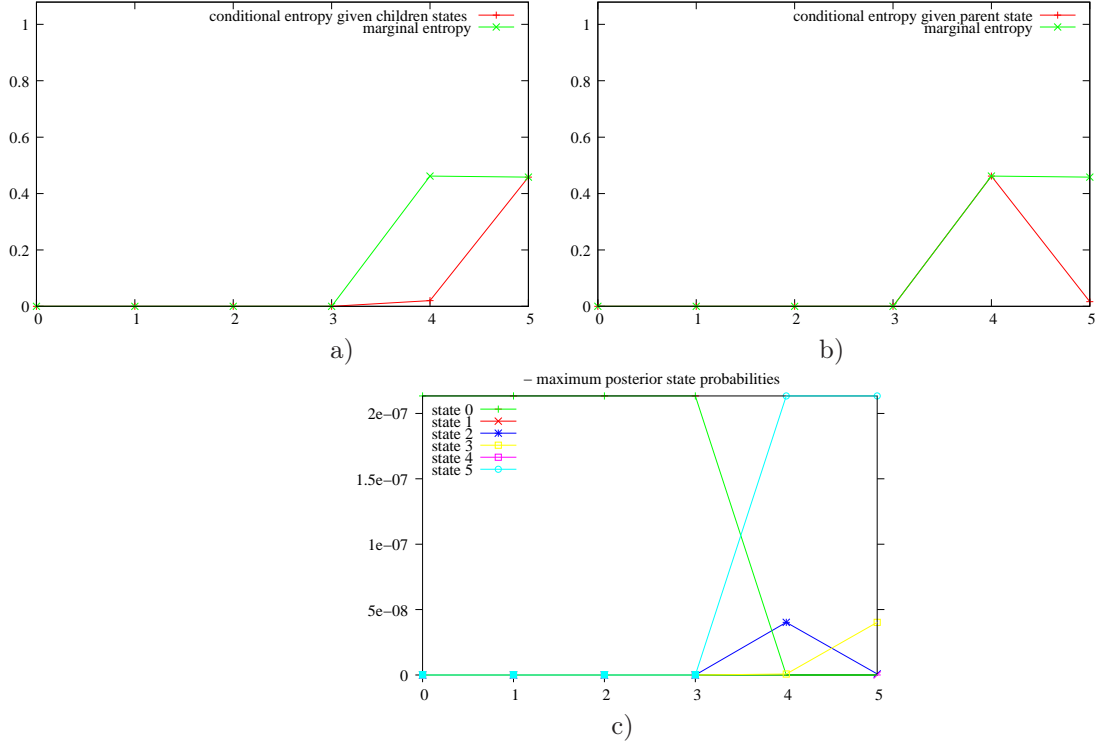 conditional entropy given children states
marginal entropy
1
0.8
0.6
0.4
0.2
0
0 1 2 3 4 5
a)
conditional entropy given parent state
marginal entropy
1
0.8
0.6
0.4
0.2
0
0 1 2 3 4 5
b)
– maximum posterior state probabilities
state 0
state 1
state 2
state 3
state 4
state 5
2e−07
1.5e−07
1e−07
5e−08
0
0 1 2 3 4 5
c)